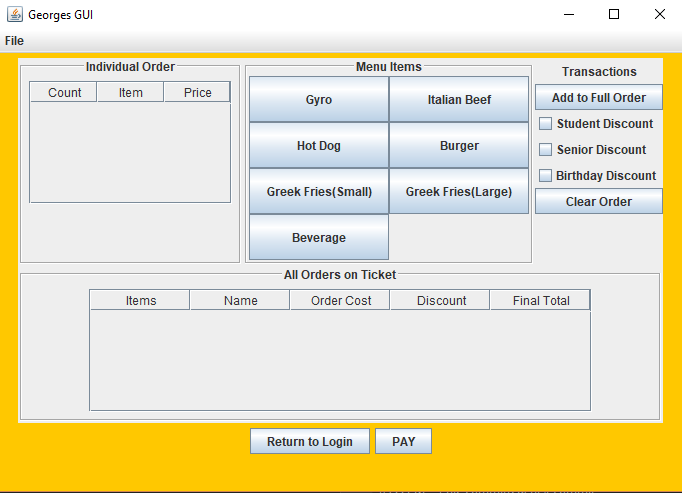 Georges GUI
File
Individual Order
Count Item Price
Menu Items
Gyro Italian Beef
Hot Dog Burger
Greek Fries(Small) Greek Fries(Large)
Beverage
Transactions
Add to Full Order
Student Discount
Senior Discount
Birthday Discount
Clear Order
All Orders on Ticket
Items Name Order Cost Discount Final Total
Return to Login PAY